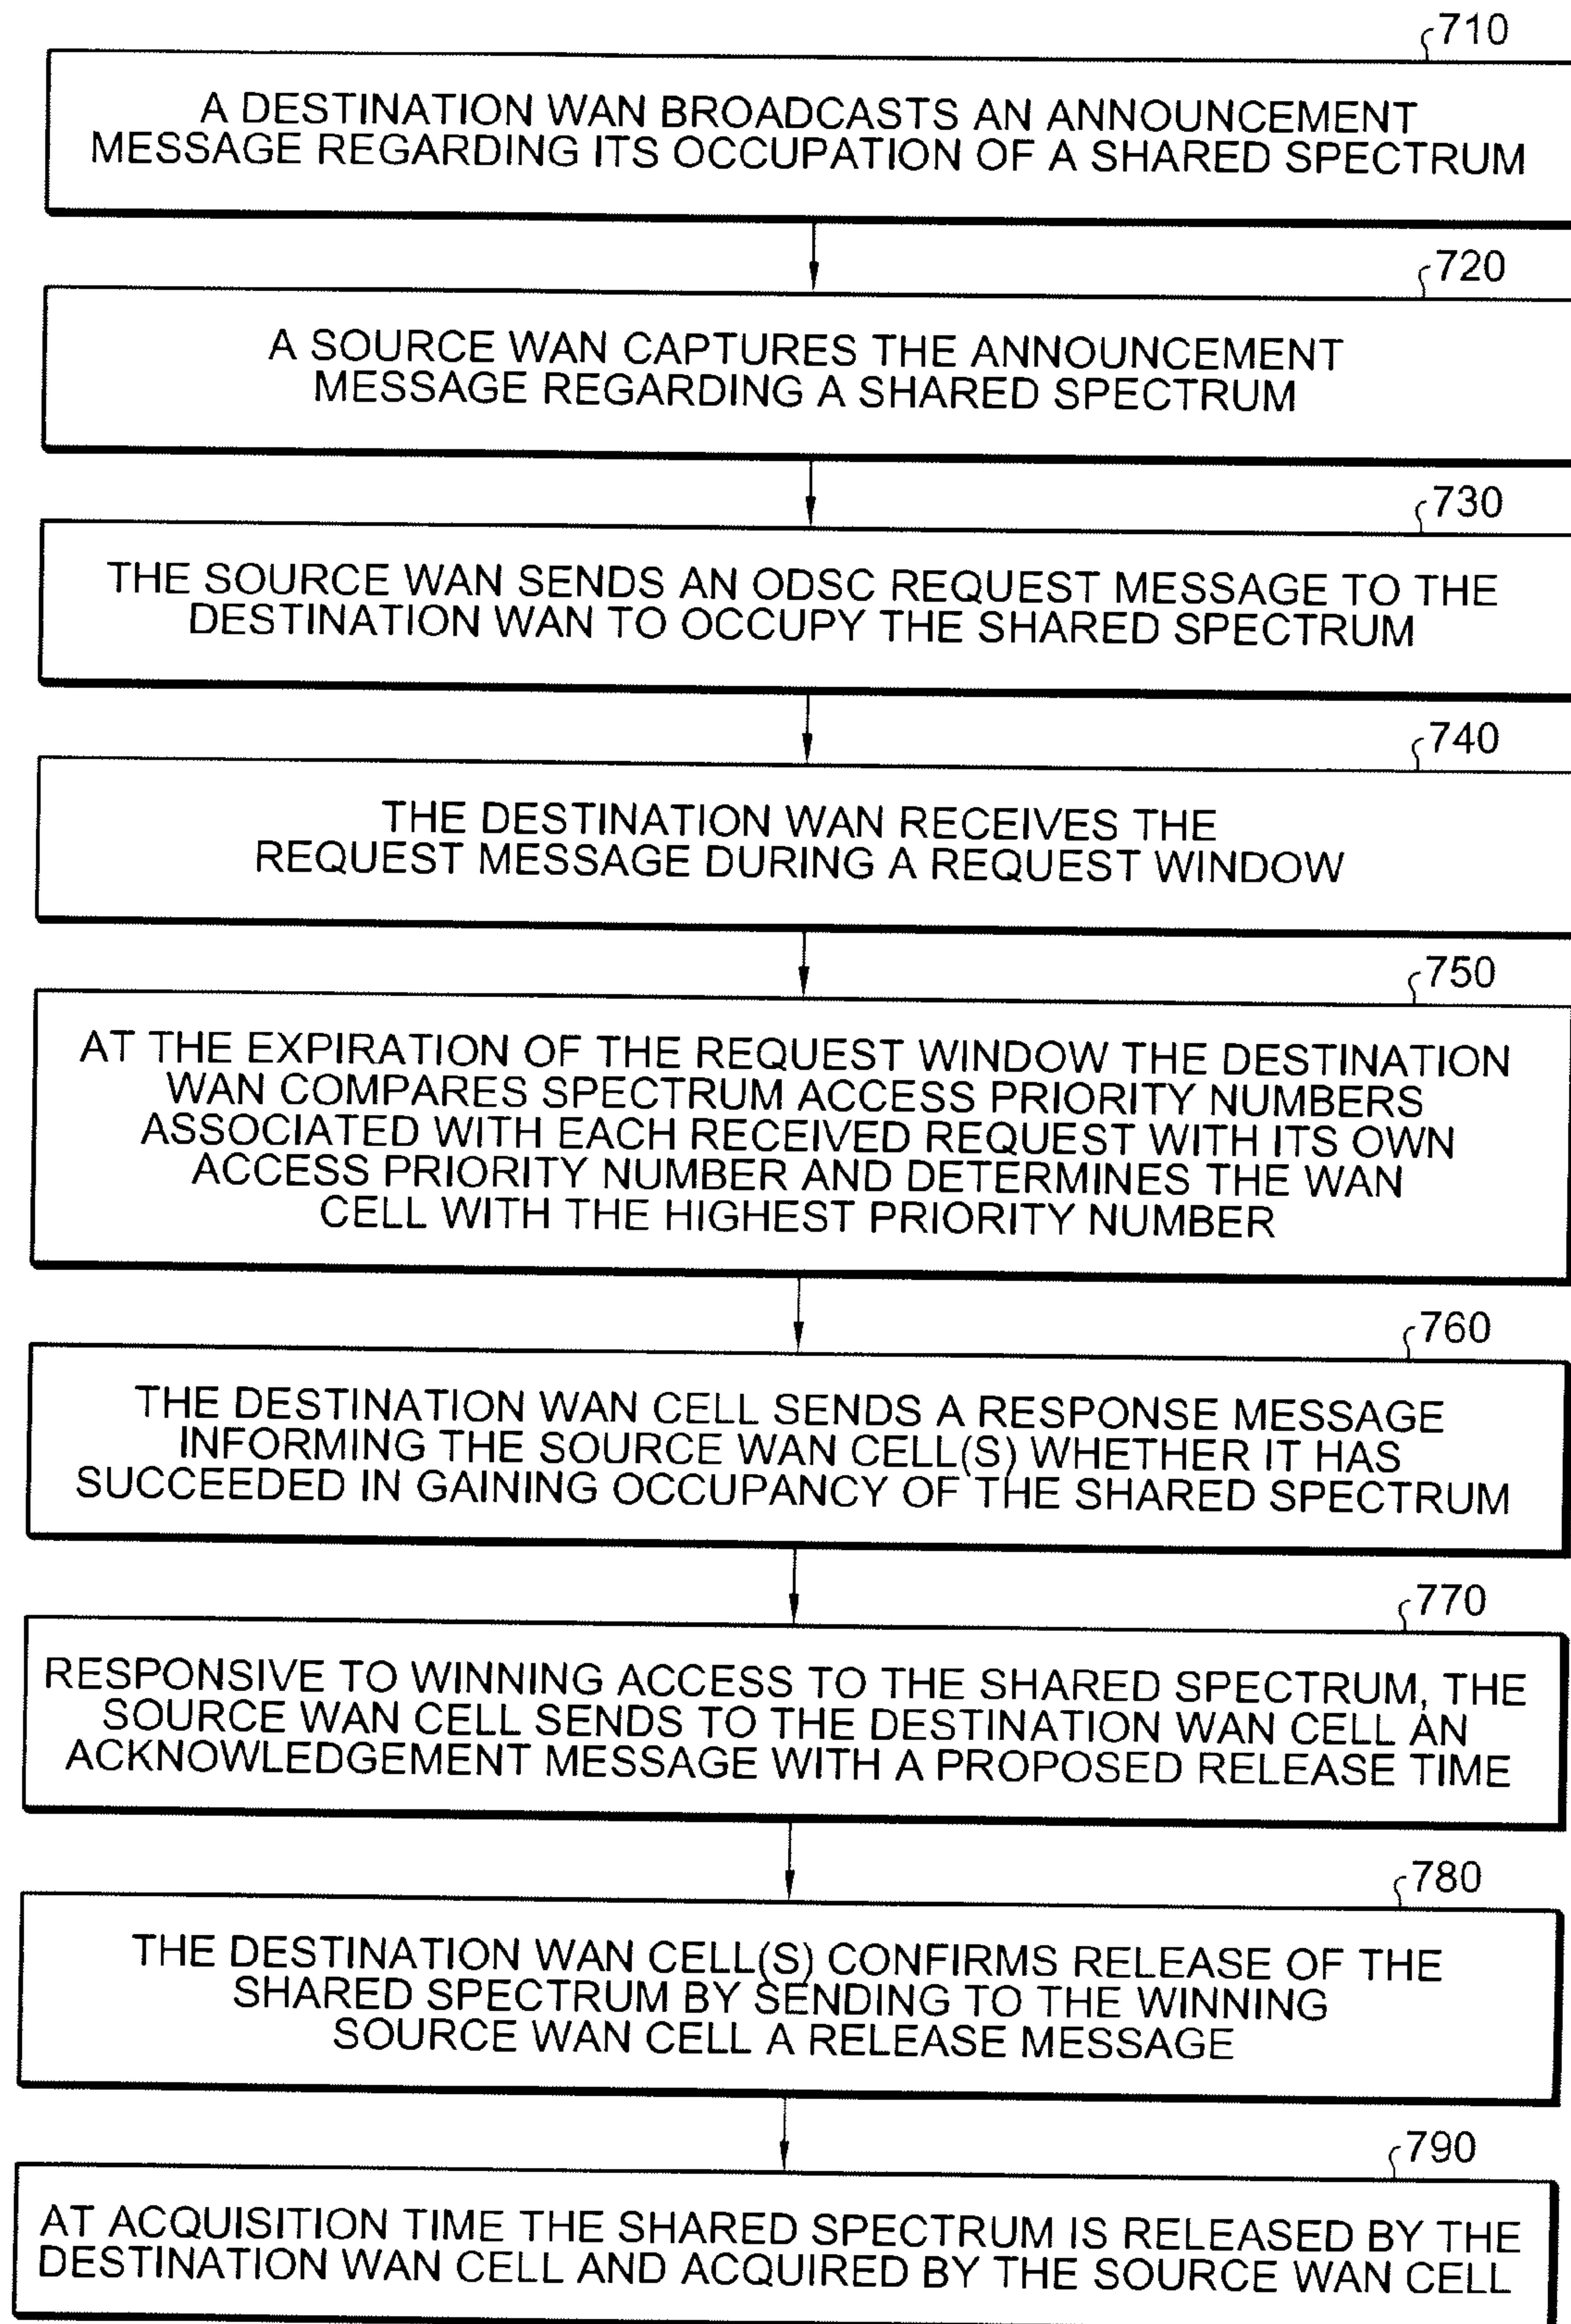 710
A DESTINATION WAN BROADCASTS AN ANNOUNCEMENT
MESSAGE REGARDING ITS OCCUPATION OF A SHARED SPECTRUM
720
A SOURCE WAN CAPTURES THE ANNOUNCEMENT
MESSAGE REGARDING A SHARED SPECTRUM
730
THE SOURCE WAN SENDS AN ODSC REQUEST MESSAGE TO THE
DESTINATION WAN TO OCCUPY THE SHARED SPECTRUM
740
THE DESTINATION WAN RECEIVES THE
REQUEST MESSAGE DURING A REQUEST WINDOW
750
AT THE EXPIRATION OF THE REQUEST WINDOW THE DESTINATION
WAN COMPARES SPECTRUM ACCESS PRIORITY NUMBERS
ASSOCIATED WITH EACH RECEIVED REQUEST WITH ITS OWN
ACCESS PRIORITY NUMBER AND DETERMINES THE WAN
CELL WITH THE HIGHEST PRIORITY NUMBER
760
THE DESTINATION WAN CELL SENDS A RESPONSE MESSAGE
INFORMING THE SOURCE WAN CELL(S) WHETHER IT HAS
SUCCEEDED IN GAINING OCCUPANCY OF THE SHARED SPECTRUM
770
RESPONSIVE TO WINNING ACCESS TO THE SHARED SPECTRUM, THE
SOURCE WAN CELL SENDS TO THE DESTINATION WAN CELL AN
ACKNOWLEDGEMENT MESSAGE WITH A PROPOSED RELEASE TIME
780
THE DESTINATION WAN CELL(S) CONFIRMS RELEASE OF THE
SHARED SPECTRUM BY SENDING TO THE WINNING
SOURCE WAN CELL A RELEASE MESSAGE
790
AT ACQUISITION TIME THE SHARED SPECTRUM IS RELEASED BY THE
DESTINATION WAN CELL AND ACQUIRED BY THE SOURCE WAN CELL